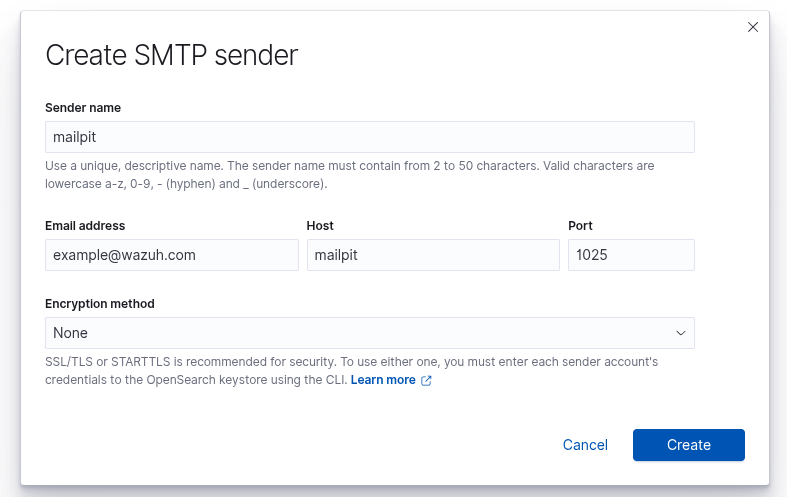 Create SMTP sender
Sender name
mailpit
Use a unique, descriptive name. The sender name must contain from 2 to 50 characters. Valid characters are
lowercase a-z, 0-9, - (hyphen) and _ (underscore).
Email address
Host
Port
example@wazuh.com
mailpit
1025
Encryption method
None
SSL/TLS or STARTTLS is recommended for security. To use either one, you must enter each sender account's
credentials to the OpenSearch keystore using the CLI. Learn more
Cancel
Create